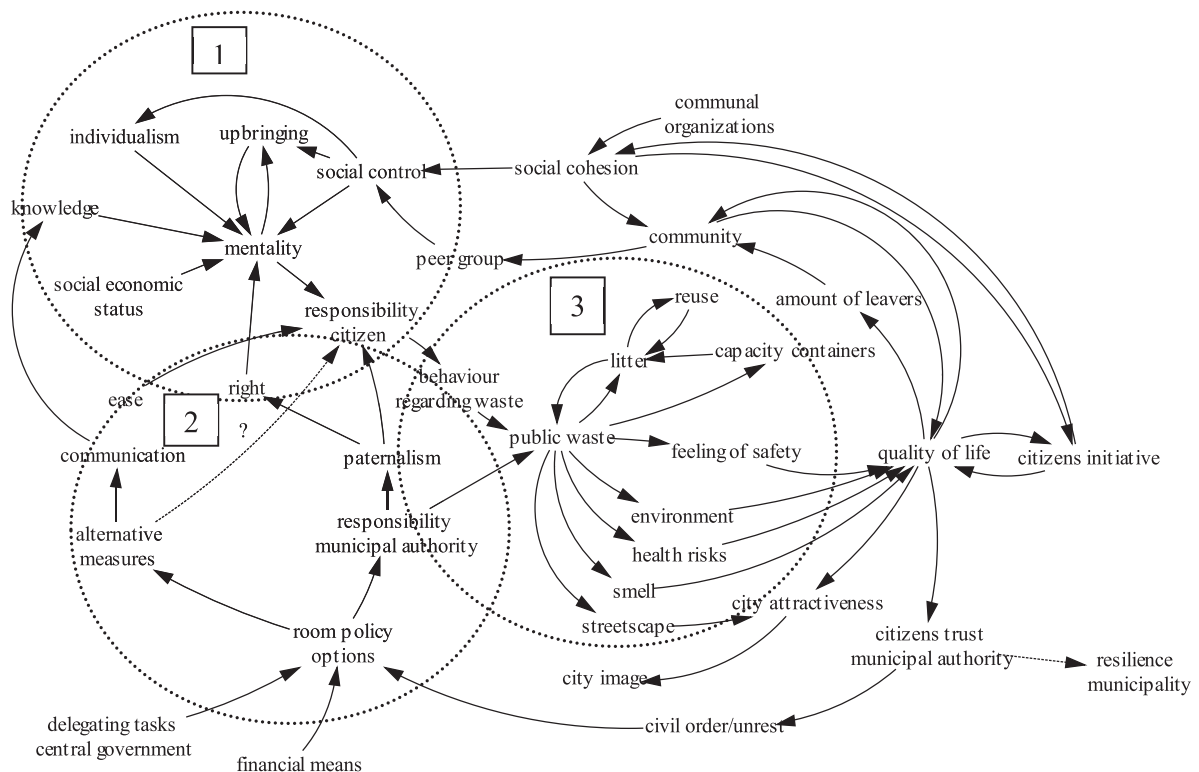 1
communal
organizations
individualism
upbringing
social control
social cohesion
knowledge
mentality
community
peer group
social economic
status
3
reuse
amount of leavers
responsibility
citizen
litter
capacity containers
behaviour
regarding waste
ease
right
2
?
public waste
communication
paternalism
feeling of safety
quality of life
citizens initiative
environment
alternative
measures
responsibility
municipal authority
health risks
smell
city attractiveness
streetscape
room policy
options
citizens trust
municipal authority
resilience
municipality
city image
delegating tasks
central government
civil order/unrest
financial means